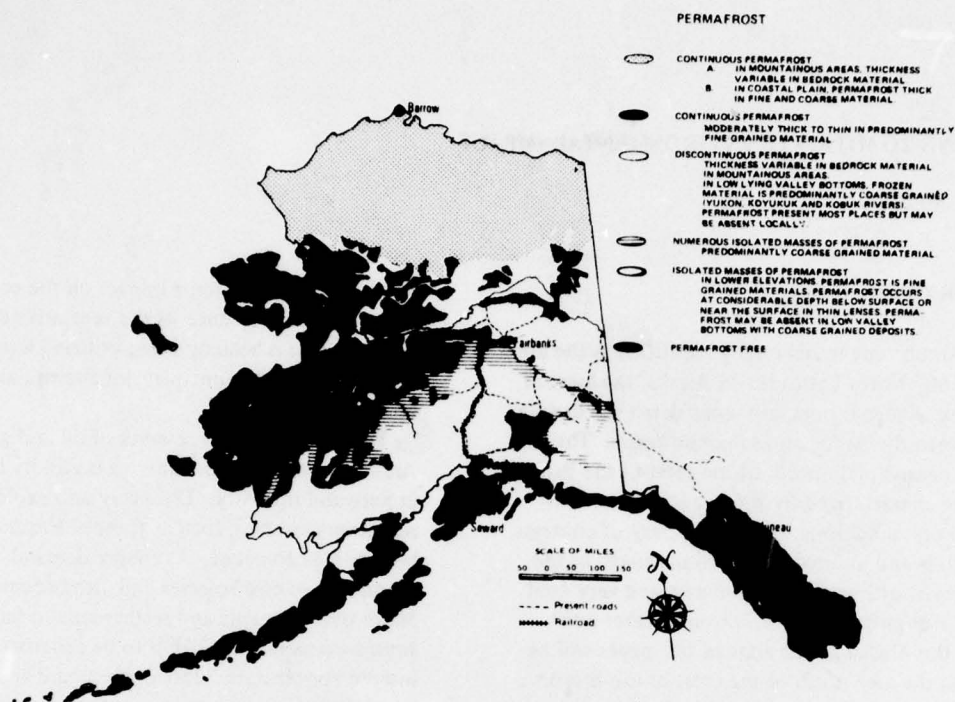 PERMAFROST
CONTINUOUS PERMAFROST
A. IN MOUNTAINOUS AREAS, THICKNESS
VARIABLE IN BEDROCK MATERIAL
B. IN COASTAL PLAIN, PERMAFROST THICK
IN FINE AND COARSE MATERIAL
CONTINUOUS PERMAFROST
MODERATELY THICK TO THIN IN PREDOMINANTLY
FINE GRAINED MATERIAL
DISCONTINUOUS PERMAFROST
THICKNESS VARIABLE IN BEDROCK MATERIAL
IN MOUNTAINOUS AREAS.
IN LOW LYING VALLEY BOTTOMS, FROZEN
MATERIAL IS PREDOMINANTLY COARSE GRAINED
(YUKON, KOYUKUK AND KOBUK RIVERS)
PERMAFROST PRESENT MOST PLACES BUT MAY
BE ABSENT LOCALLY.
NUMEROUS ISOLATED MASSES OF PERMAFROST
PREDOMINANTLY COARSE GRAINED MATERIAL
ISOLATED MASSES OF PERMAFROST
IN LOWER ELEVATIONS, PERMAFROST IS FINE
GRAINED MATERIALS. PERMAFROST OCCURS
AT CONSIDERABLE DEPTH BELOW SURFACE OR
NEAR THE SURFACE IN THIN LENSES. PERMA-
FROST MAY BE ABSENT IN LOW VALLEY
BOTTOMS WITH COARSE GRAINED DEPOSITS.
PERMAFROST FREE
Barrow
Fairbanks
Seward
Juneau
SCALE OF MILES
50 0 50 100 150
N
Present roads
Railroad